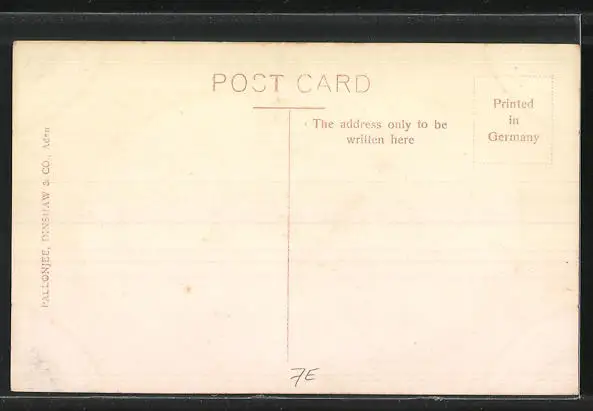 POST CARD
The address only to be
written here
Printed
in
Germany
PALLONJEE, DINSHAW & CO., Aden
7E